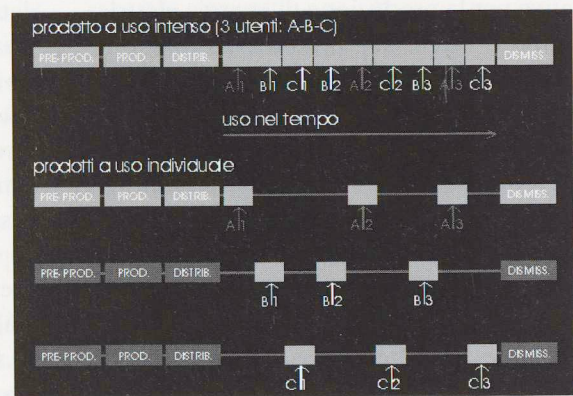 prodotto a uso intenso (3 utenti: A-B-C)
PRE-PROD. PROD. DISTRIB. DISMISS.
A1 B1 C1 B2 A2 C2 B3 A3 C3
uso nel tempo
prodotti a uso individuale
PRE-PROD. PROD. DISTRIB. DISMISS.
A1 A2 A3
PRE-PROD. PROD. DISTRIB. DISMISS.
B1 B2 B3
PRE-PROD. PROD. DISTRIB. DISMISS.
C1 C2 C3